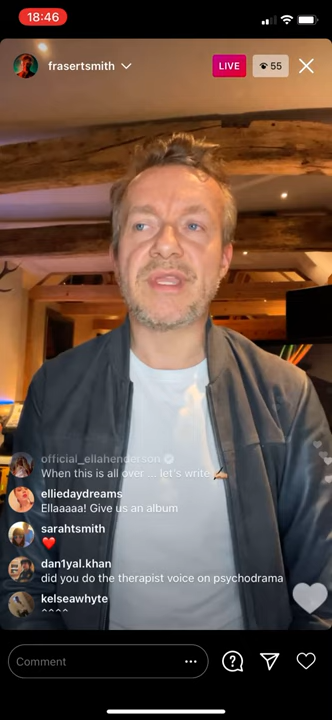 18:46
frasertsmith
LIVE
55
official_ellahenderson
When this is all over ... let's write ✍🏼
elliedaydreams
Ellaaaaa! Give us an album
sarahtsmith
❤️
dan1yal.khan
did you do the therapist voice on psychodrama
kelseawhyte
^^^^
Comment